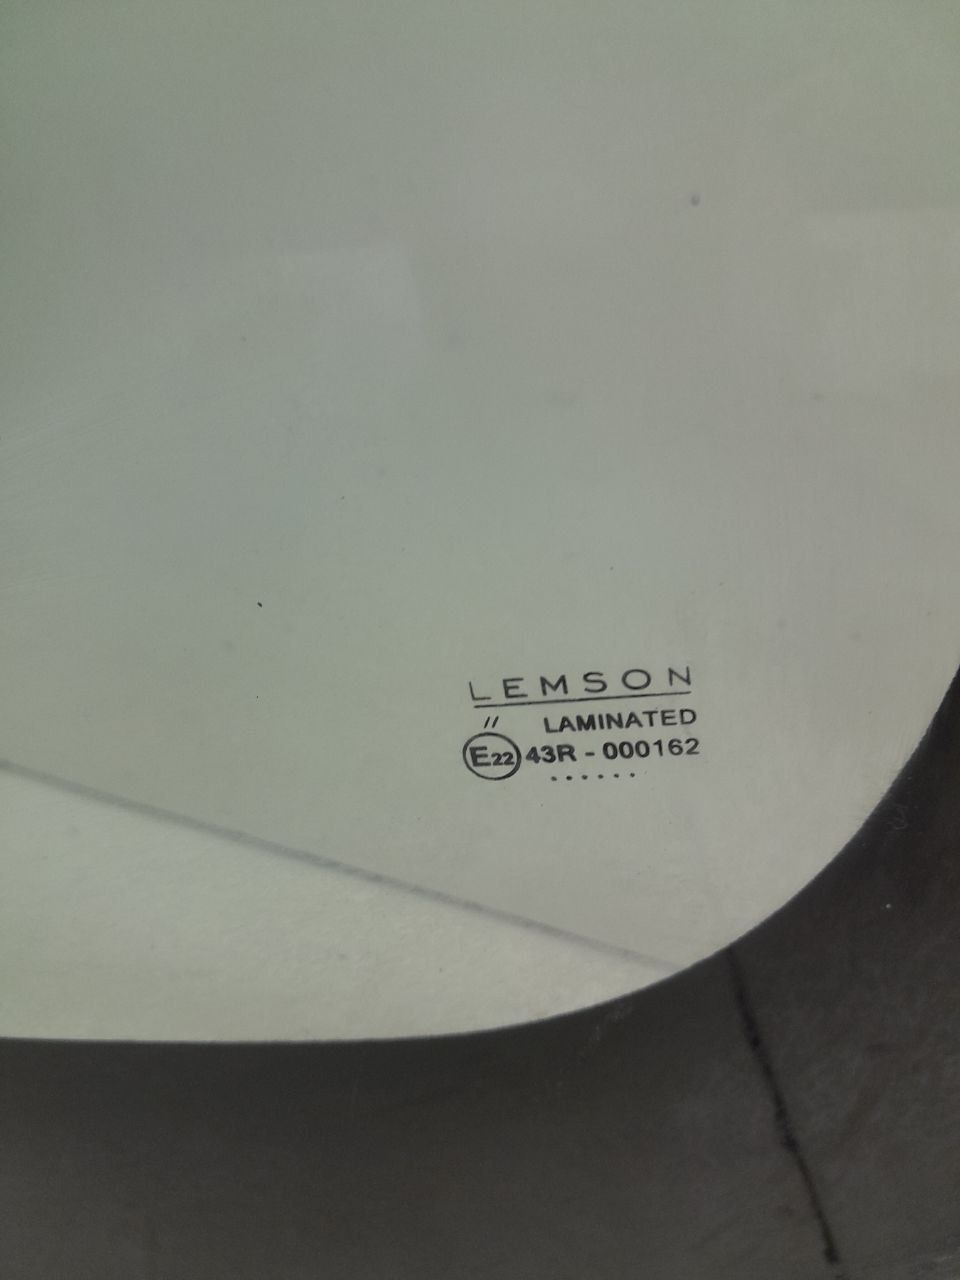 LEMSON
// LAMINATED
E22 43R - 000162
......